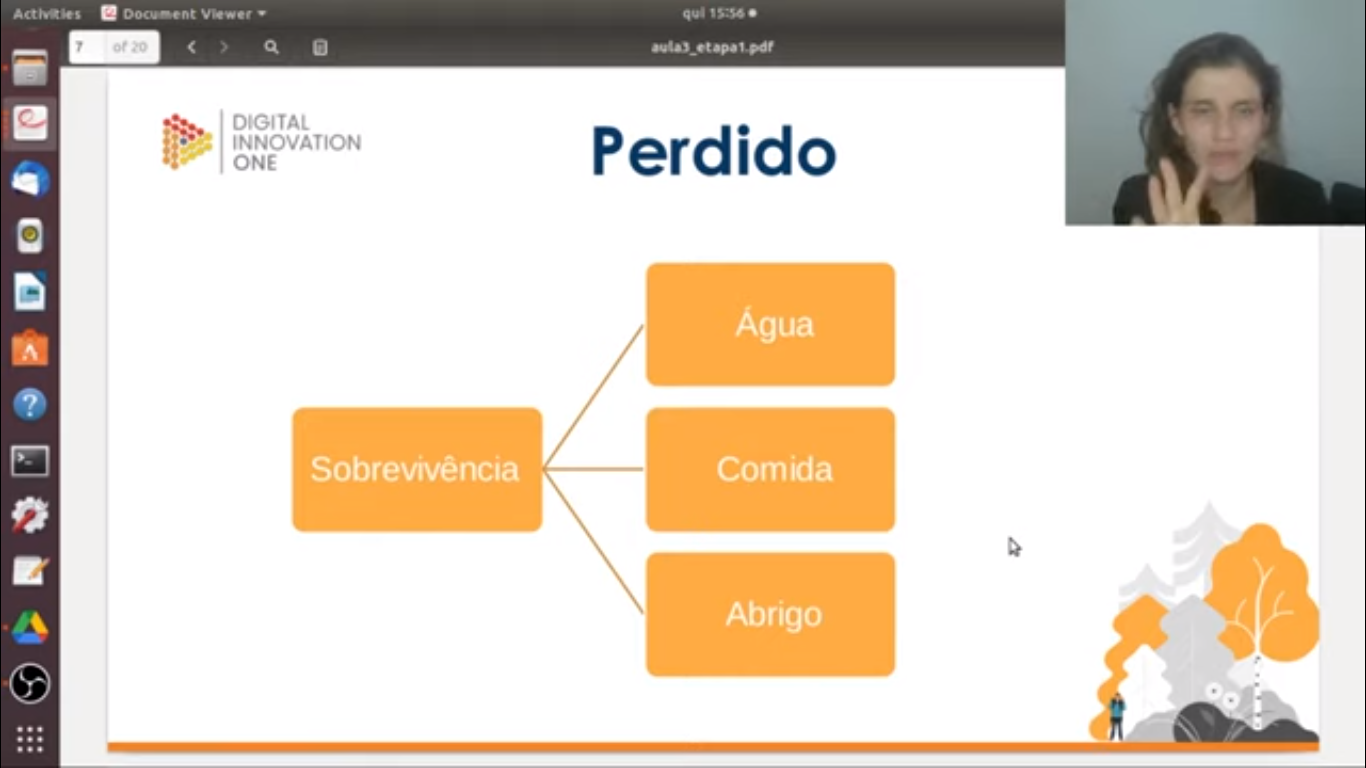 Activities
Document Viewer
qui 15:56
7
of 20
aula3_etapa1.pdf
DIGITAL
INNOVATION
ONE
Perdido
Água
Sobrevivência
Comida
Abrigo